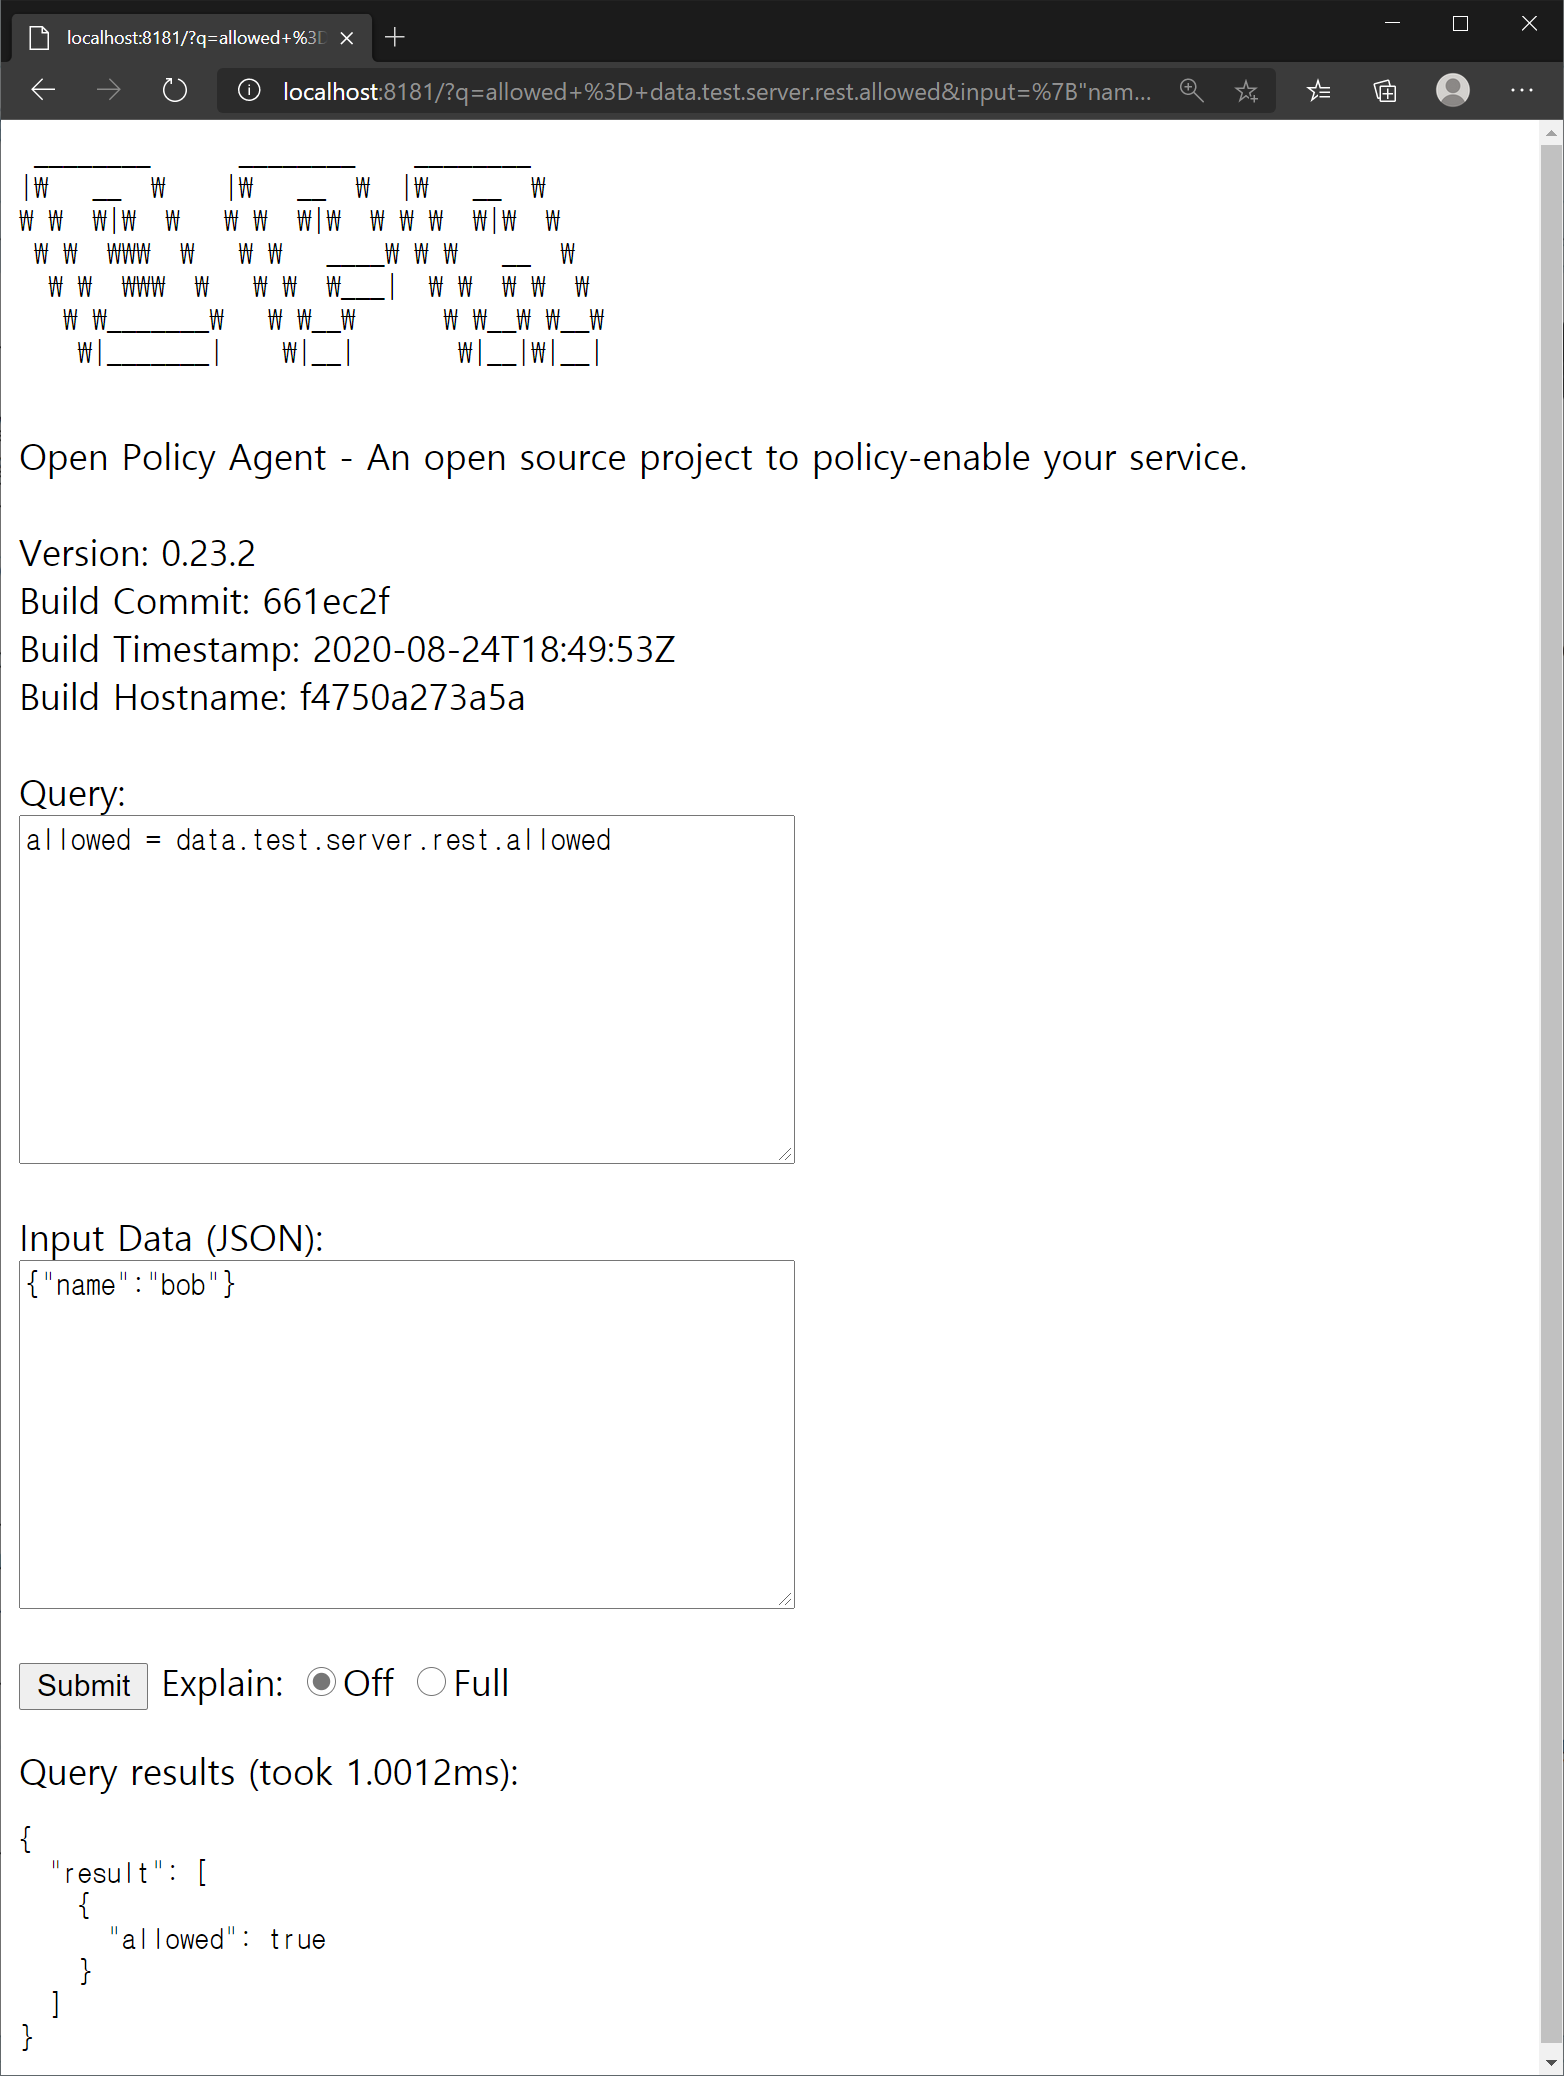 localhost:8181/?q=allowed+%3D
localhost:8181/?q=allowed+%3D+data.test.server.rest.allowed&input=%7B"nam...
 ________      ________    ________
|₩   __  ₩    |₩   __  ₩  |₩   __  ₩
₩ ₩  ₩|₩  ₩   ₩ ₩  ₩|₩  ₩ ₩ ₩  ₩|₩  ₩
 ₩ ₩  ₩₩₩  ₩   ₩ ₩   ____₩ ₩ ₩   __  ₩
  ₩ ₩  ₩₩₩  ₩   ₩ ₩  ₩___|  ₩ ₩  ₩ ₩  ₩
   ₩ ₩_______₩   ₩ ₩__₩      ₩ ₩__₩ ₩__₩
    ₩|_______|    ₩|__|       ₩|__|₩|__|
Open Policy Agent - An open source project to policy-enable your service.
Version: 0.23.2
Build Commit: 661ec2f
Build Timestamp: 2020-08-24T18:49:53Z
Build Hostname: f4750a273a5a
Query:
allowed = data.test.server.rest.allowed
Input Data (JSON):
{"name":"bob"}
Submit Explain: Off Full
Query results (took 1.0012ms):
{
  "result": [
    {
      "allowed": true
    }
  ]
}